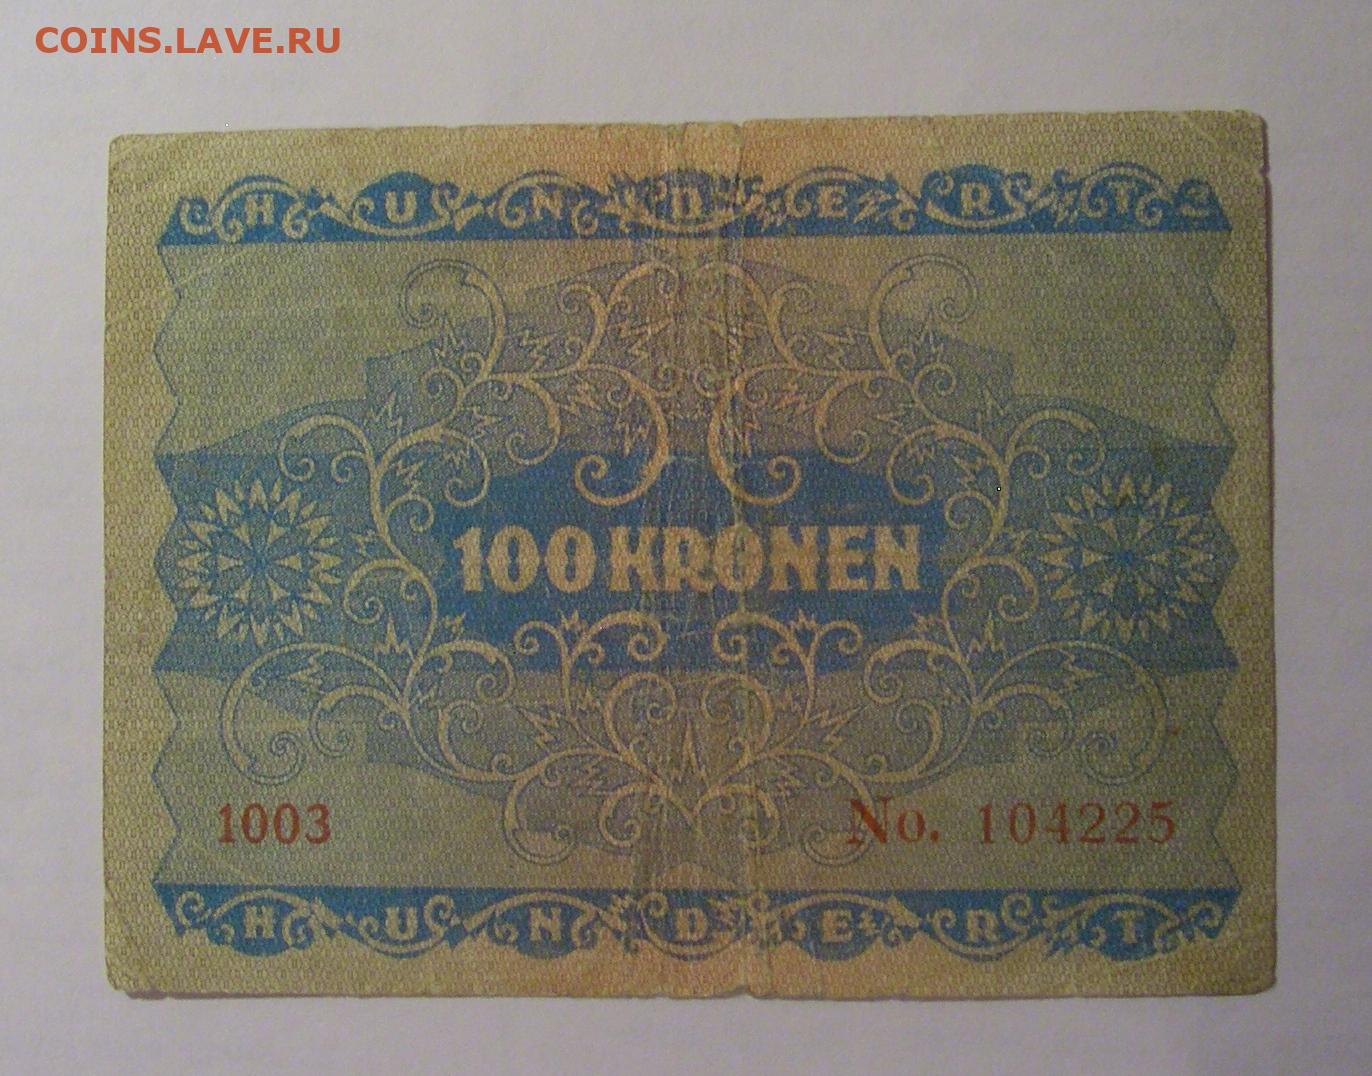 COINS.LAVE.RU
HUNDERT
100 KRONEN
1003 No. 104225
HUNDERT